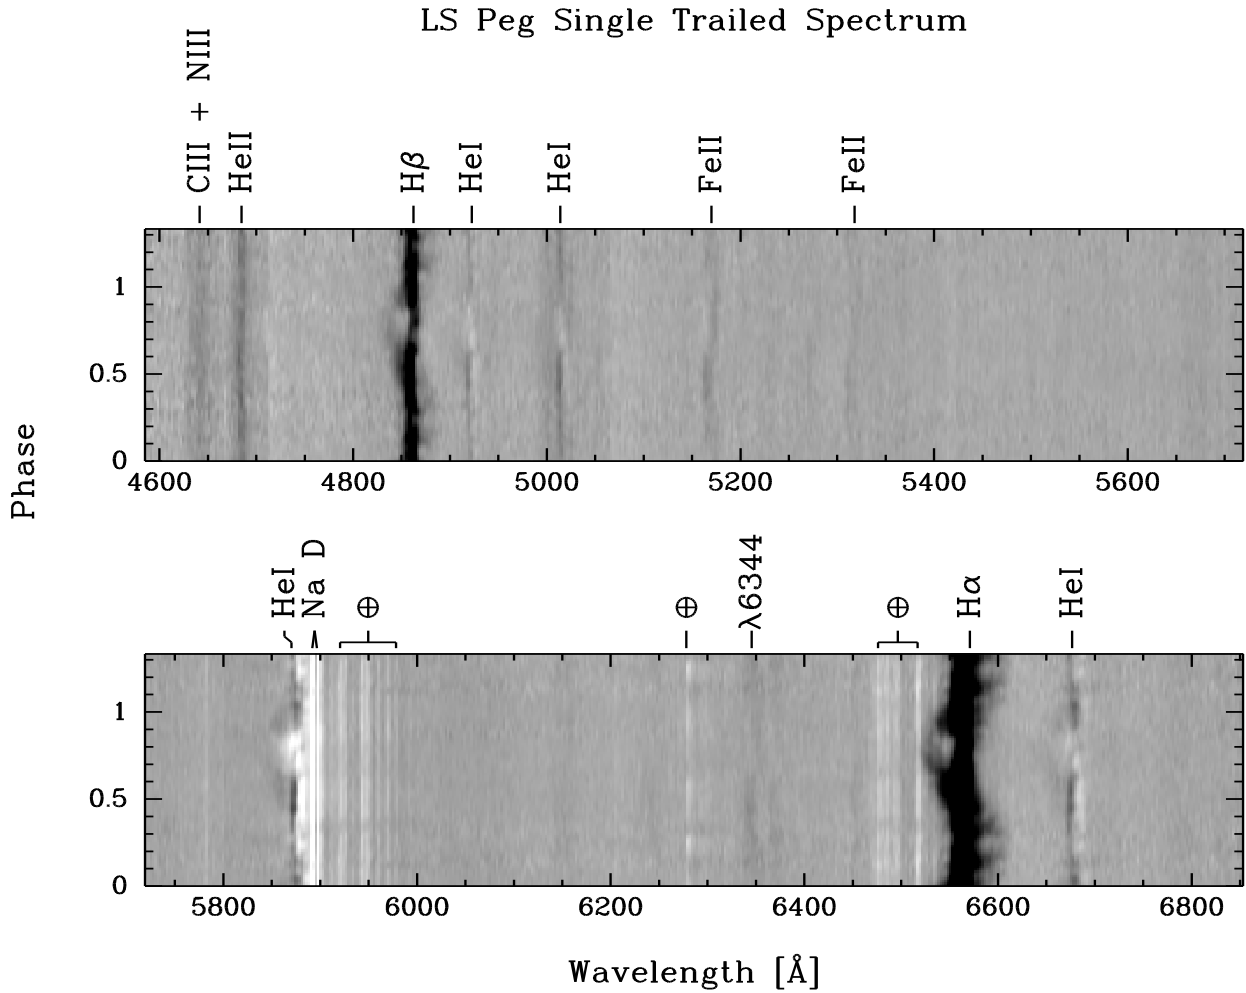 LS Peg Single Trailed Spectrum
CIII + NIII
HeII
Hβ
HeI
HeI
FeII
FeII
1
0.5
0
4600 4800 5000 5200 5400 5600
Phase
HeI
Na D
⊕
⊕
λ6344
⊕
Hα
HeI
1
0.5
0
5800 6000 6200 6400 6600 6800
Wavelength [Å]